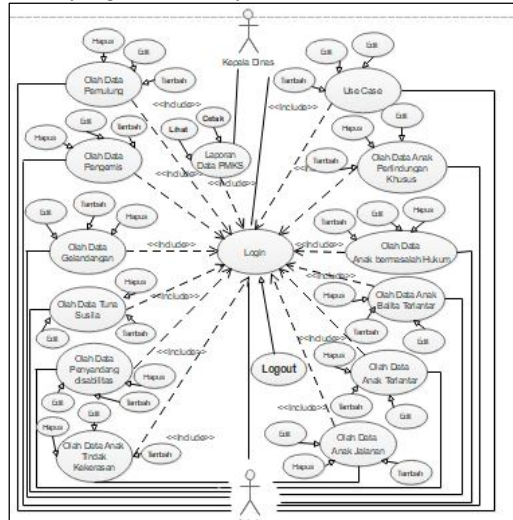 Kepala Dinas
Hapus
Edit
Olah Data
Pemulung
Tambah
<<Include>>
Edit
Edit
Tambah
Use Case
<<Include>>
Edit
Hapus
Tambah
Olah Data
Pengemis
<<Include>>
Lihat
Cetak
Laporan
Data PMKS
Edit
Hapus
Tambah
Olah Data Anak
Perlindungan
Khusus
Tambah
Edit
Hapus
Olah Data
Gelandangan
<<Include>>
Login
Tambah
Edit
Hapus
Olah Data
Anak bermasalah Hukum
<<Include>>
Olah Data Tuna
Susila
Hapus
Edit
Tambah
<<Include>>
Olah Data Anak
Balita Terlantar
Hapus
Tambah
Edit
<<Include>>
Olah Data
Penyandang
disabilitas
Hapus
Edit
Tambah
<<Include>>
Logout
Olah Data
Anak Terlantar
Hapus
Tambah
Edit
<<Include>>
Edit
Hapus
Olah Data Anak
Tindak
Kekerasan
Tambah
<<Include>>
Edit
Olah Data
Anak Jalanan
Hapus
Tambah